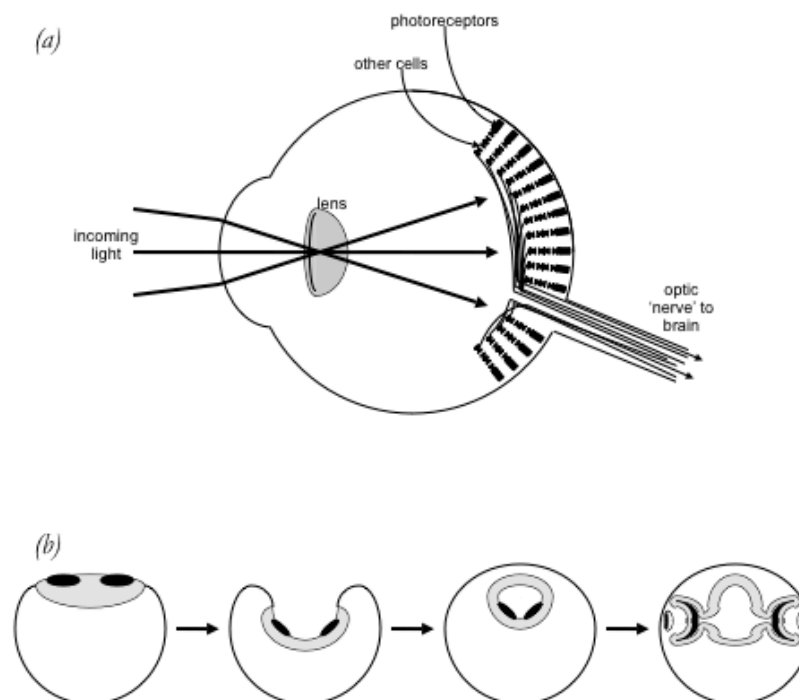 (a)
photoreceptors
other cells
lens
incoming
light
optic
‘nerve’ to
brain
(b)